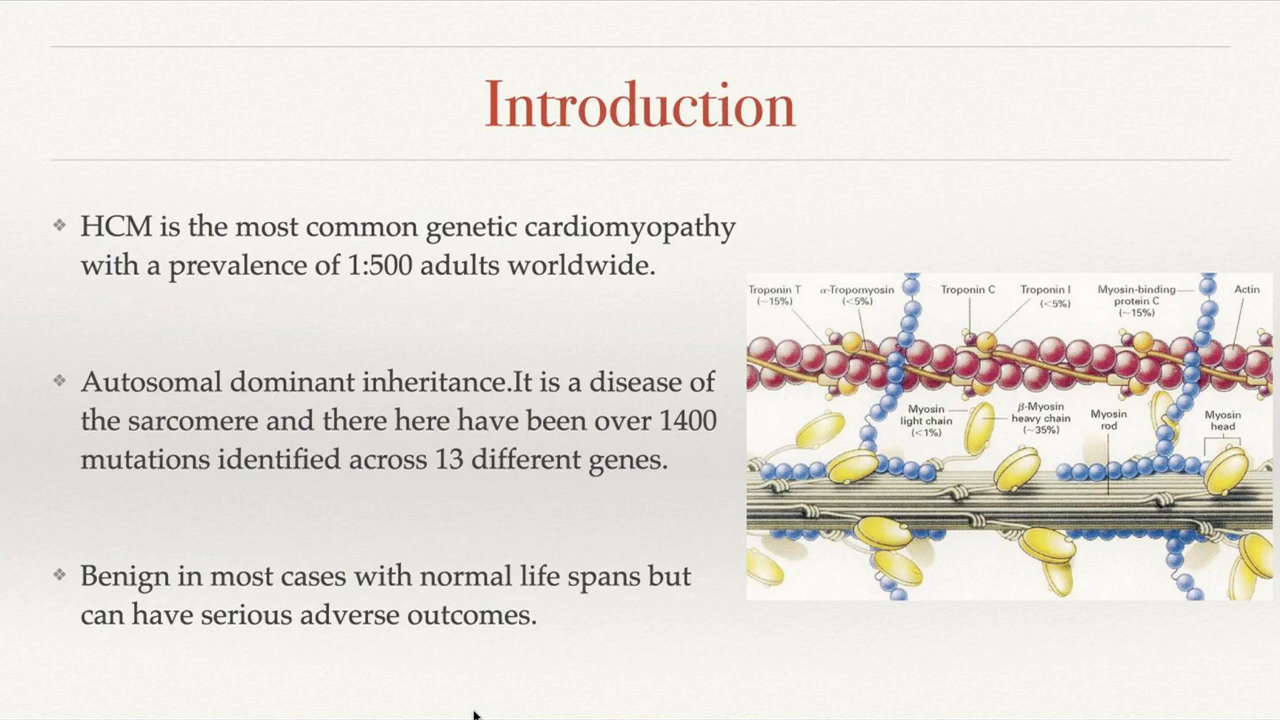 Introduction
HCM is the most common genetic cardiomyopathy
with a prevalence of 1:500 adults worldwide.
Autosomal dominant inheritance.It is a disease of
the sarcomere and there here have been over 1400
mutations identified across 13 different genes.
Benign in most cases with normal life spans but
can have serious adverse outcomes.
Troponin T
(~15%)
α-Tropomyosin
(<5%)
Troponin C
Troponin I
(<5%)
Myosin-binding
protein C
(~15%)
Actin
Myosin
light chain
(<1%)
β-Myosin
heavy chain
(~35%)
Myosin
rod
Myosin
head